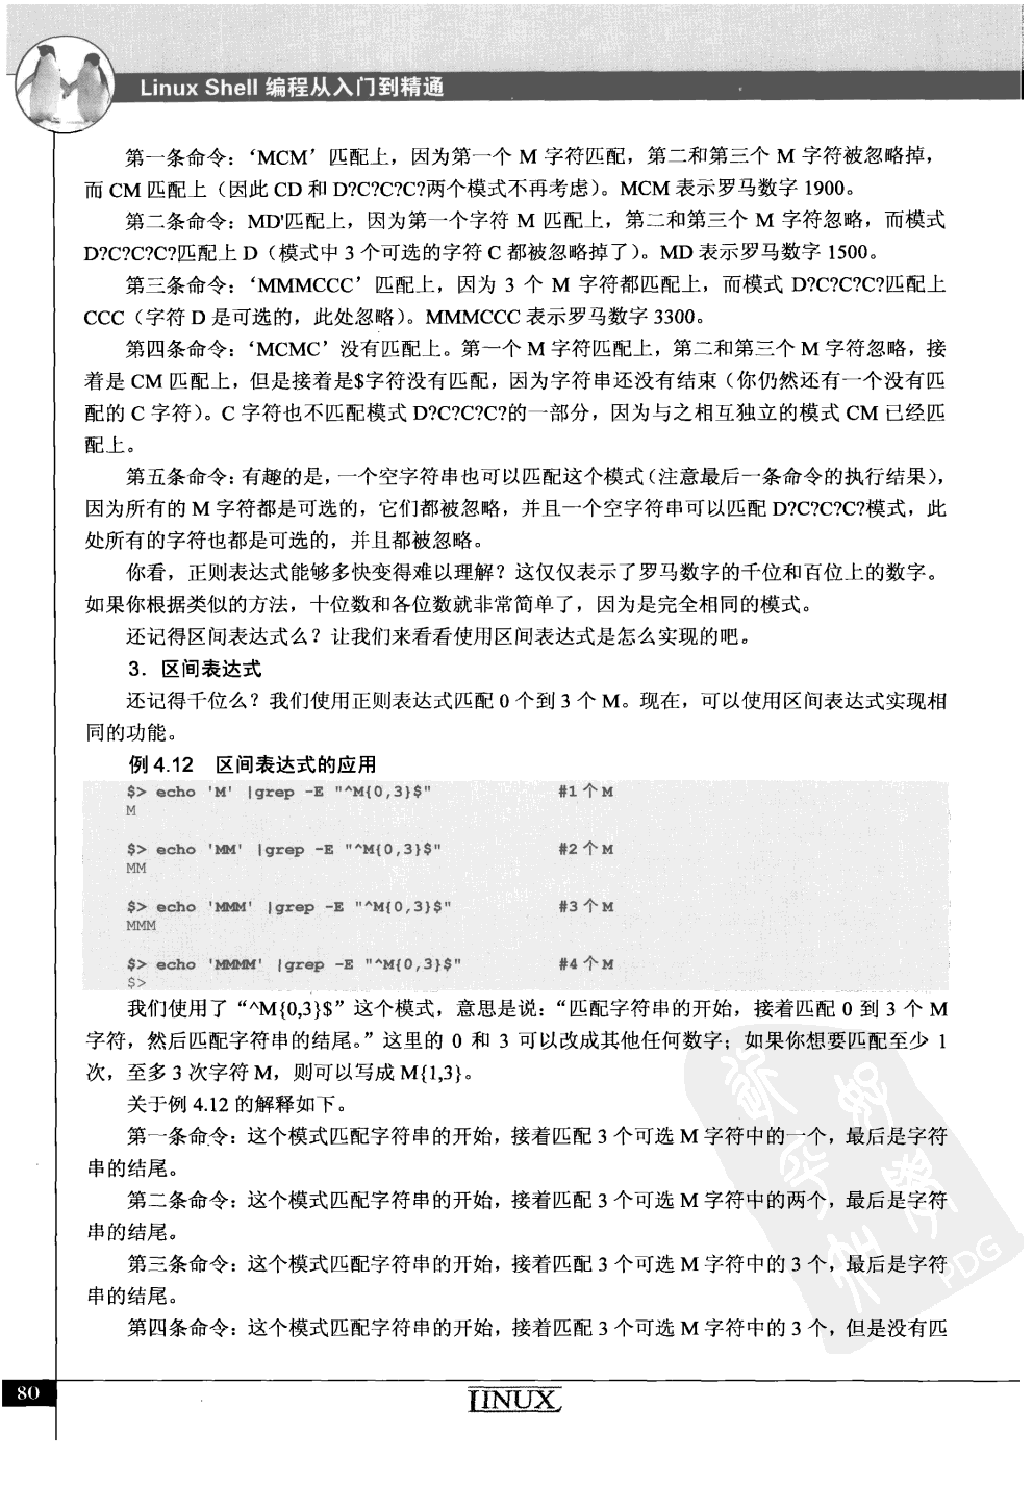 Linux Shell 编程从入门到精通
第一条命令：‘MCM’匹配上，因为第一个 M 字符匹配，第二和第三个 M 字符被忽略掉，
而 CM 匹配上（因此 CD 和 D?C?C?C?两个模式不再考虑）。MCM 表示罗马数字 1900。
第二条命令：MD'匹配上，因为第一个字符 M 匹配上，第二和第三个 M 字符忽略，而模式
D?C?C?C?匹配上 D（模式中 3 个可选的字符 C 都被忽略掉了）。MD 表示罗马数字 1500。
第三条命令：‘MMMCCC’匹配上，因为 3 个 M 字符都匹配上，而模式 D?C?C?C?匹配上
CCC（字符 D 是可选的，此处忽略）。MMMCCC 表示罗马数字 3300。
第四条命令：‘MCMC’没有匹配上。第一个 M 字符匹配上，第二和第三个 M 字符忽略，接
着是 CM 匹配上，但是接着是$字符没有匹配，因为字符串还没有结束（你仍然还有一个没有匹
配的 C 字符）。C 字符也不匹配模式 D?C?C?C?的一部分，因为与之相互独立的模式 CM 已经匹
配上。
第五条命令：有趣的是，一个空字符串也可以匹配这个模式（注意最后一条命令的执行结果），
因为所有的 M 字符都是可选的，它们都被忽略，并且一个空字符串可以匹配 D?C?C?C?模式，此
处所有的字符也都是可选的，并且都被忽略。
你看，正则表达式能够多快变得难以理解？这仅仅表示了罗马数字的千位和百位上的数字。
如果你根据类似的方法，十位数和各位数就非常简单了，因为是完全相同的模式。
还记得区间表达式么？让我们来看看使用区间表达式是怎么实现的吧。
3．区间表达式
还记得千位么？我们使用正则表达式匹配 0 个到 3 个 M。现在，可以使用区间表达式实现相
同的功能。
例 4.12 区间表达式的应用
$> echo 'M' |grep -E "^M{0,3}$" #1 个 M
M
$> echo 'MM' |grep -E "^M{0,3}$" #2 个 M
MM
$> echo 'MMM' |grep -E "^M{0,3}$" #3 个 M
MMM
$> echo 'MMMM' |grep -E "^M{0,3}$" #4 个 M
$>
我们使用了“^M{0,3}$”这个模式，意思是说：“匹配字符串的开始，接着匹配 0 到 3 个 M
字符，然后匹配字符串的结尾。”这里的 0 和 3 可以改成其他任何数字；如果你想要匹配至少 1
次，至多 3 次字符 M，则可以写成 M{1,3}。
关于例 4.12 的解释如下。
第一条命令：这个模式匹配字符串的开始，接着匹配 3 个可选 M 字符中的一个，最后是字符
串的结尾。
第二条命令：这个模式匹配字符串的开始，接着匹配 3 个可选 M 字符中的两个，最后是字符
串的结尾。
第三条命令：这个模式匹配字符串的开始，接着匹配 3 个可选 M 字符中的 3 个，最后是字符
串的结尾。
第四条命令：这个模式匹配字符串的开始，接着匹配 3 个可选 M 字符中的 3 个，但是没有匹
PDG
80
LINUX